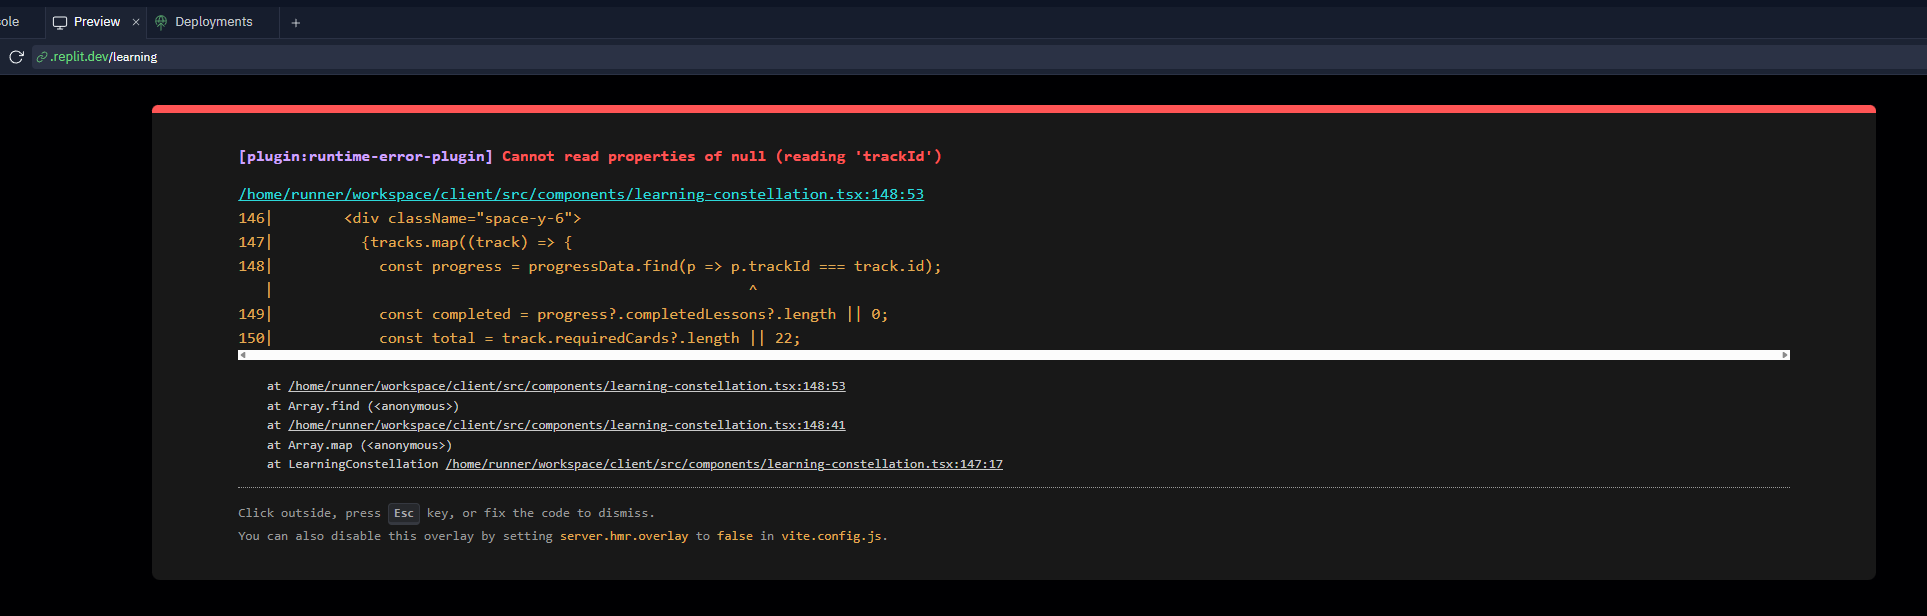 ole Preview × Deployments +
.replit.dev/learning
[plugin:runtime-error-plugin] Cannot read properties of null (reading 'trackId')
/home/runner/workspace/client/src/components/learning-constellation.tsx:148:53
146|        <div className="space-y-6">
147|          {tracks.map((track) => {
148|            const progress = progressData.find(p => p.trackId === track.id);
|                                                      ^
149|            const completed = progress?.completedLessons?.length || 0;
150|            const total = track.requiredCards?.length || 22;
at /home/runner/workspace/client/src/components/learning-constellation.tsx:148:53
at Array.find (<anonymous>)
at /home/runner/workspace/client/src/components/learning-constellation.tsx:148:41
at Array.map (<anonymous>)
at LearningConstellation /home/runner/workspace/client/src/components/learning-constellation.tsx:147:17
Click outside, press Esc key, or fix the code to dismiss.
You can also disable this overlay by setting server.hmr.overlay to false in vite.config.js.